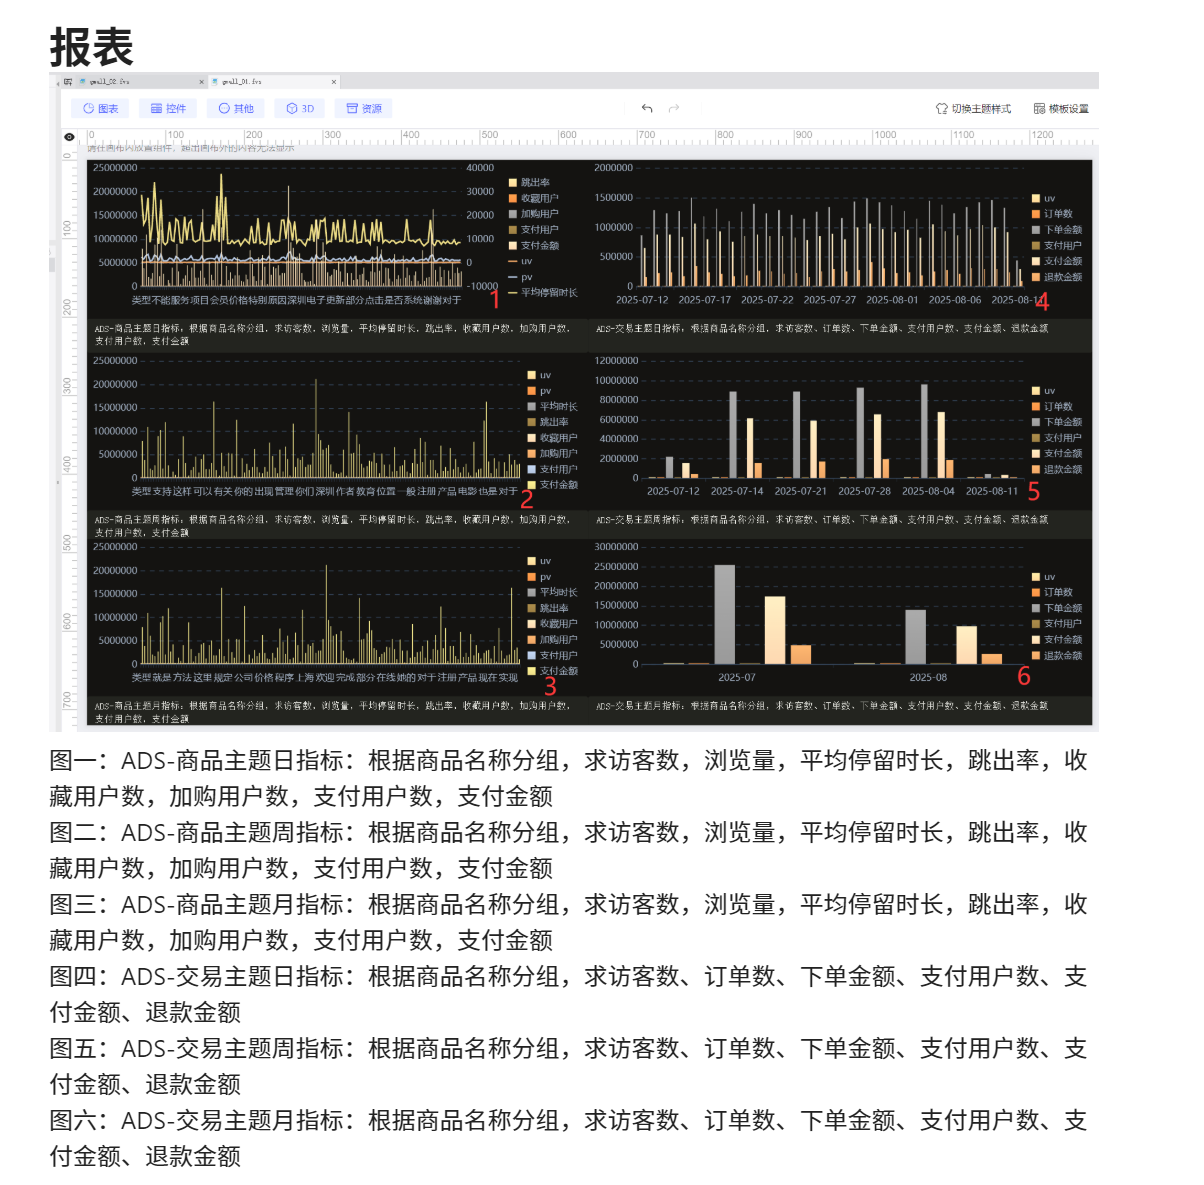 报表
gmall_02.fvs
gmall_01.fvs
图表 控件 其他 3D 资源 切换主题样式 模板设置
0 100 200 300 400 500 600 700 800 900 1000 1100 1200
请在画布内放置组件，超出画布外的内容无法显示
25000000
20000000
15000000
10000000
5000000
0
40000
30000
20000
10000
0
-10000
跳出率
收藏用户
加购用户
支付用户
支付金额
uv
pv
平均停留时长
类型不能服务项目会员价格特别原因深圳电子更新部分点击是否系统谢谢对于
1
ADS-商品主题日指标：根据商品名称分组，求访客数，浏览量，平均停留时长，跳出率，收藏用户数，加购用户数，
支付用户数，支付金额
2000000
1500000
1000000
500000
0
uv
订单数
下单金额
支付用户
支付金额
退款金额
2025-07-12 2025-07-17 2025-07-22 2025-07-27 2025-08-01 2025-08-06 2025-08-11
4
ADS-交易主题日指标：根据商品名称分组，求访客数、订单数、下单金额、支付用户数、支付金额、退款金额
25000000
20000000
15000000
10000000
5000000
0
uv
pv
平均时长
跳出率
收藏用户
加购用户
支付用户
支付金额
类型支持这样可以有关你的出现管理你们深圳作者教育位置一般注册产品电影也是对于
2
ADS-商品主题周指标：根据商品名称分组，求访客数，浏览量，平均停留时长，跳出率，收藏用户数，加购用户数，
支付用户数，支付金额
12000000
10000000
8000000
6000000
4000000
2000000
0
uv
订单数
下单金额
支付用户
支付金额
退款金额
2025-07-12 2025-07-14 2025-07-21 2025-07-28 2025-08-04 2025-08-11
5
ADS-交易主题周指标：根据商品名称分组，求访客数、订单数、下单金额、支付用户数、支付金额、退款金额
25000000
20000000
15000000
10000000
5000000
0
uv
pv
平均时长
跳出率
收藏用户
加购用户
支付用户
支付金额
类型就是方法这里规定公司价格程序上海欢迎完成部分在线她的对于注册产品现在实现
3
ADS-商品主题月指标：根据商品名称分组，求访客数，浏览量，平均停留时长，跳出率，收藏用户数，加购用户数，
支付用户数，支付金额
30000000
25000000
20000000
15000000
10000000
5000000
0
uv
订单数
下单金额
支付用户
支付金额
退款金额
2025-07 2025-08
6
ADS-交易主题月指标：根据商品名称分组，求访客数、订单数、下单金额、支付用户数、支付金额、退款金额
0
100
200
300
400
500
600
700
图一：ADS-商品主题日指标：根据商品名称分组，求访客数，浏览量，平均停留时长，跳出率，收
藏用户数，加购用户数，支付用户数，支付金额
图二：ADS-商品主题周指标：根据商品名称分组，求访客数，浏览量，平均停留时长，跳出率，收
藏用户数，加购用户数，支付用户数，支付金额
图三：ADS-商品主题月指标：根据商品名称分组，求访客数，浏览量，平均停留时长，跳出率，收
藏用户数，加购用户数，支付用户数，支付金额
图四：ADS-交易主题日指标：根据商品名称分组，求访客数、订单数、下单金额、支付用户数、支
付金额、退款金额
图五：ADS-交易主题周指标：根据商品名称分组，求访客数、订单数、下单金额、支付用户数、支
付金额、退款金额
图六：ADS-交易主题月指标：根据商品名称分组，求访客数、订单数、下单金额、支付用户数、支
付金额、退款金额